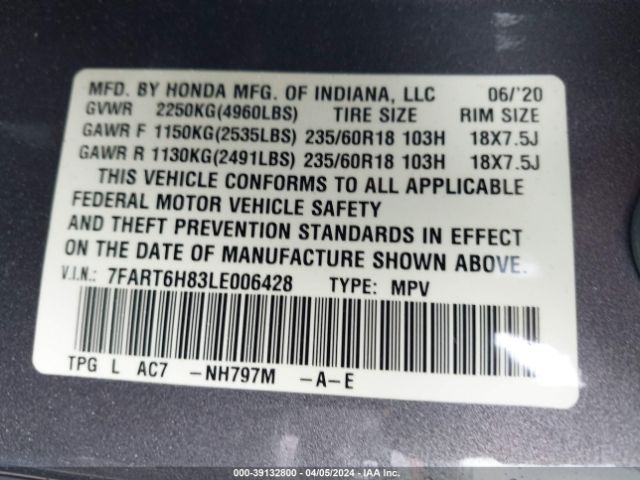 MFD. BY HONDA MFG. OF INDIANA, LLC 06/'20
GVWR 2250KG(4960LBS) TIRE SIZE RIM SIZE
GAWR F 1150KG(2535LBS) 235/60R18 103H 18X7.5J
GAWR R 1130KG(2491LBS) 235/60R18 103H 18X7.5J
THIS VEHICLE CONFORMS TO ALL APPLICABLE
FEDERAL MOTOR VEHICLE SAFETY
AND THEFT PREVENTION STANDARDS IN EFFECT
ON THE DATE OF MANUFACTURE SHOWN ABOVE.
V.I.N.: 7FART6H83LE006428 TYPE: MPV
TPG L AC7 -NH797M -A-E
000-39132800 - 04/05/2024 - IAAI.COM